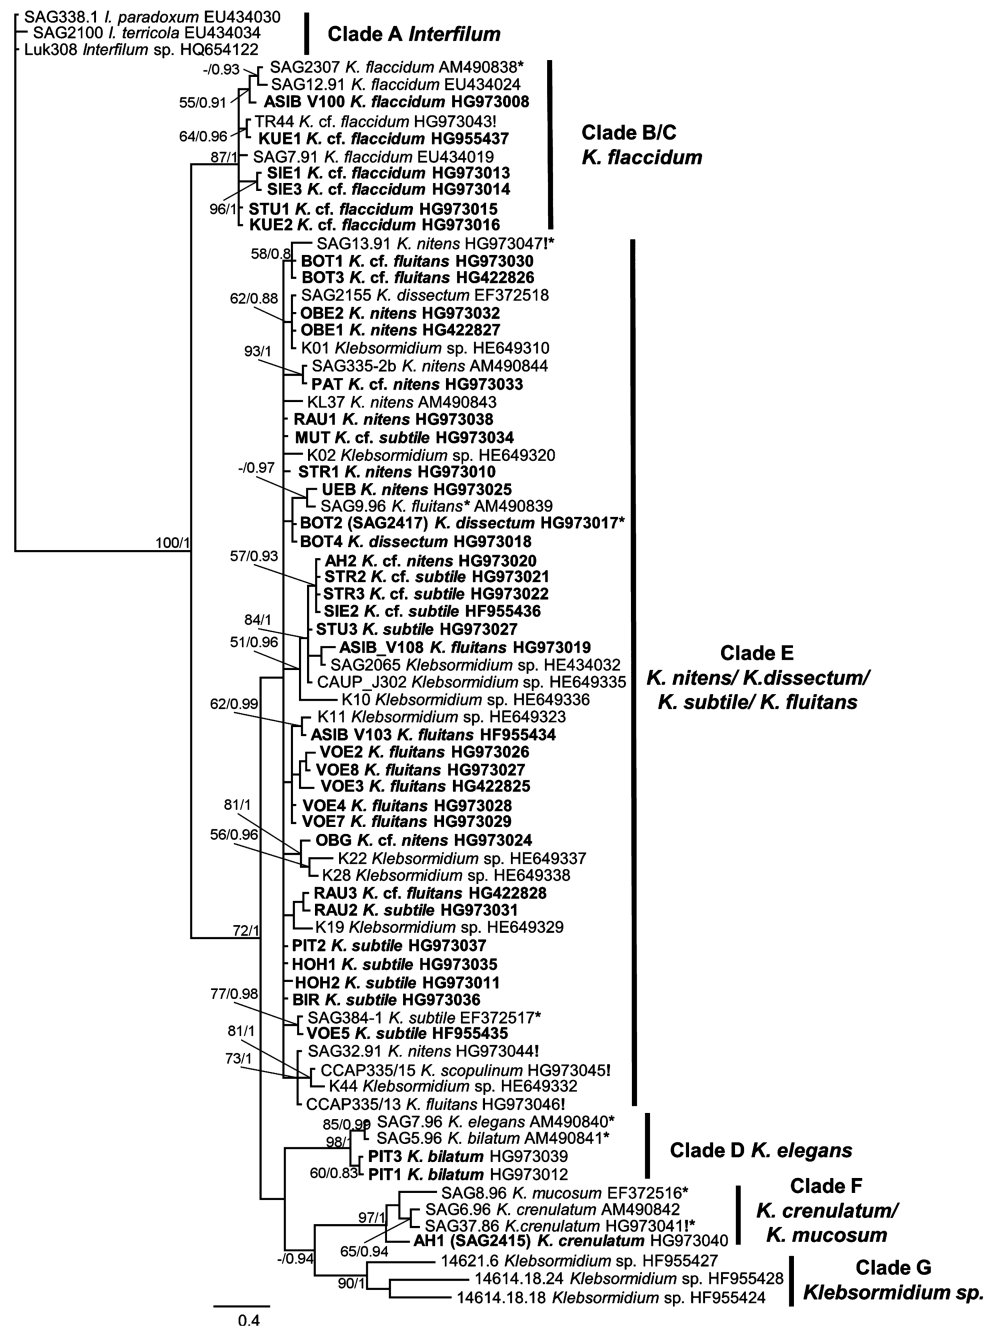 SAG338.1 I. paradoxum EU434030
SAG2100 I. terricola EU434034
Luk308 Interfilum sp. HQ654122
Clade A Interfilum
-/0.93
SAG2307 K. flaccidum AM490838*
SAG12.91 K. flaccidum EU434024
55/0.91
ASIB V100 K. flaccidum HG973008
TR44 K. cf. flaccidum HG973043!
64/0.96
KUE1 K. cf. flaccidum HG955437
87/1
SAG7.91 K. flaccidum EU434019
SIE1 K. cf. flaccidum HG973013
SIE3 K. cf. flaccidum HG973014
96/1
STU1 K. cf. flaccidum HG973015
KUE2 K. cf. flaccidum HG973016
Clade B/C
K. flaccidum
SAG13.91 K. nitens HG973047!*
58/0.8
BOT1 K. cf. fluitans HG973030
BOT3 K. cf. fluitans HG422826
62/0.88
SAG2155 K. dissectum EF372518
OBE2 K. nitens HG973032
OBE1 K. nitens HG422827
K01 Klebsormidium sp. HE649310
93/1
SAG335-2b K. nitens AM490844
PAT K. cf. nitens HG973033
KL37 K. nitens AM490843
RAU1 K. nitens HG973038
MUT K. cf. subtile HG973034
K02 Klebsormidium sp. HE649320
-/0.97
STR1 K. nitens HG973010
UEB K. nitens HG973025
SAG9.96 K. fluitans* AM490839
BOT2 (SAG2417) K. dissectum HG973017*
BOT4 K. dissectum HG973018
100/1
57/0.93
AH2 K. cf. nitens HG973020
STR2 K. cf. subtile HG973021
STR3 K. cf. subtile HG973022
SIE2 K. cf. subtile HF955436
84/1
STU3 K. subtile HG973027
51/0.96
ASIB_V108 K. fluitans HG973019
SAG2065 Klebsormidium sp. HE434032
CAUP_J302 Klebsormidium sp. HE649335
K10 Klebsormidium sp. HE649336
Clade E
K. nitens/ K.dissectum/
K. subtile/ K. fluitans
62/0.99
K11 Klebsormidium sp. HE649323
ASIB V103 K. fluitans HF955434
VOE2 K. fluitans HG973026
VOE8 K. fluitans HG973027
VOE3 K. fluitans HG422825
81/1
VOE4 K. fluitans HG973028
VOE7 K. fluitans HG973029
56/0.96
OBG K. cf. nitens HG973024
K22 Klebsormidium sp. HE649337
K28 Klebsormidium sp. HE649338
RAU3 K. cf. fluitans HG422828
RAU2 K. subtile HG973031
K19 Klebsormidium sp. HE649329
72/1
PIT2 K. subtile HG973037
HOH1 K. subtile HG973035
HOH2 K. subtile HG973011
77/0.98
BIR K. subtile HG973036
SAG384-1 K. subtile EF372517*
81/1
VOE5 K. subtile HF955435
SAG32.91 K. nitens HG973044!
73/1
CCAP335/15 K. scopulinum HG973045!
K44 Klebsormidium sp. HE649332
CCAP335/13 K. fluitans HG973046!
85/0.99
SAG7.96 K. elegans AM490840*
98/1
SAG5.96 K. bilatum AM490841*
PIT3 K. bilatum HG973039
60/0.83
PIT1 K. bilatum HG973012
Clade D K. elegans
SAG8.96 K. mucosum EF372516*
SAG6.96 K. crenulatum AM490842
97/1
SAG37.86 K.crenulatum HG973041!*
AH1 (SAG2415) K. crenulatum HG973040
65/0.94
Clade F
K. crenulatum/
K. mucosum
-/0.94
14621.6 Klebsormidium sp. HF955427
90/1
14614.18.24 Klebsormidium sp. HF955428
14614.18.18 Klebsormidium sp. HF955424
Clade G
Klebsormidium sp.
0.4